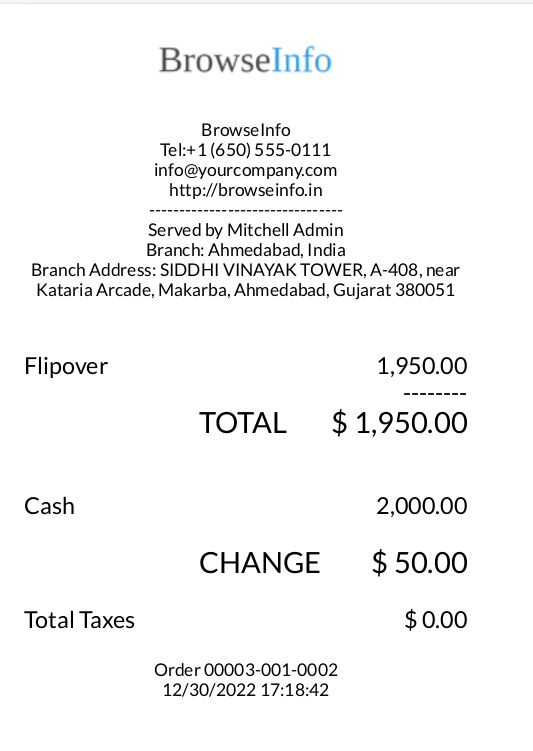 BrowseInfo
BrowseInfo
Tel:+1 (650) 555-0111
info@yourcompany.com
http://browseinfo.in
--------------------------------
Served by Mitchell Admin
Branch: Ahmedabad, India
Branch Address: SIDDHI VINAYAK TOWER, A-408, near
Kataria Arcade, Makarba, Ahmedabad, Gujarat 380051
Flipover 1,950.00
--------
TOTAL $ 1,950.00
Cash 2,000.00
CHANGE $ 50.00
Total Taxes $ 0.00
Order 00003-001-0002
12/30/2022 17:18:42